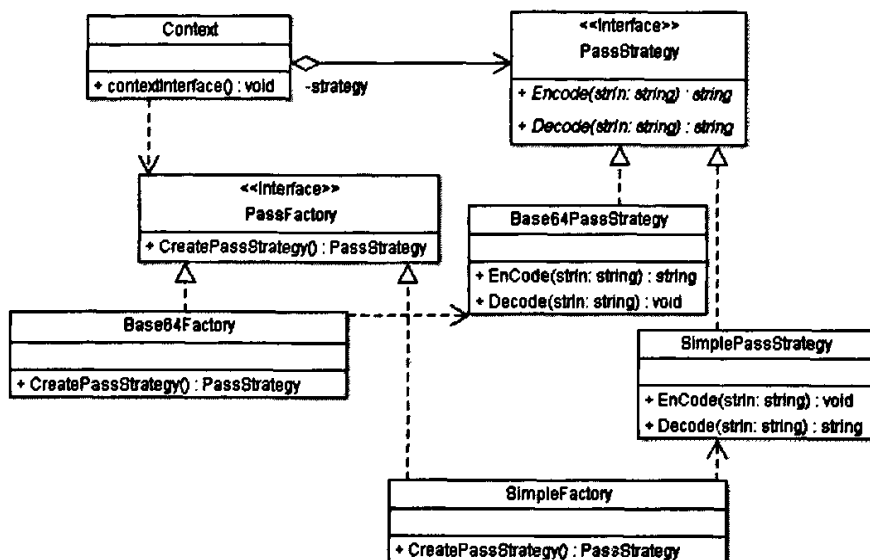 Context
+ contextInterface() : void
-strategy
<<Interface>>
PassStrategy
+ Encode(strIn: string) : string
+ Decode(strIn: string) : string
<<Interface>>
PassFactory
+ CreatePassStrategy() : PassStrategy
Base64PassStrategy
+ EnCode(strIn: string) : string
+ Decode(strIn: string) : void
Base64Factory
+ CreatePassStrategy() : PassStrategy
SimplePassStrategy
+ EnCode(strIn: string) : void
+ Decode(strIn: string) : string
SimpleFactory
+ CreatePassStrategy() : PassStrategy